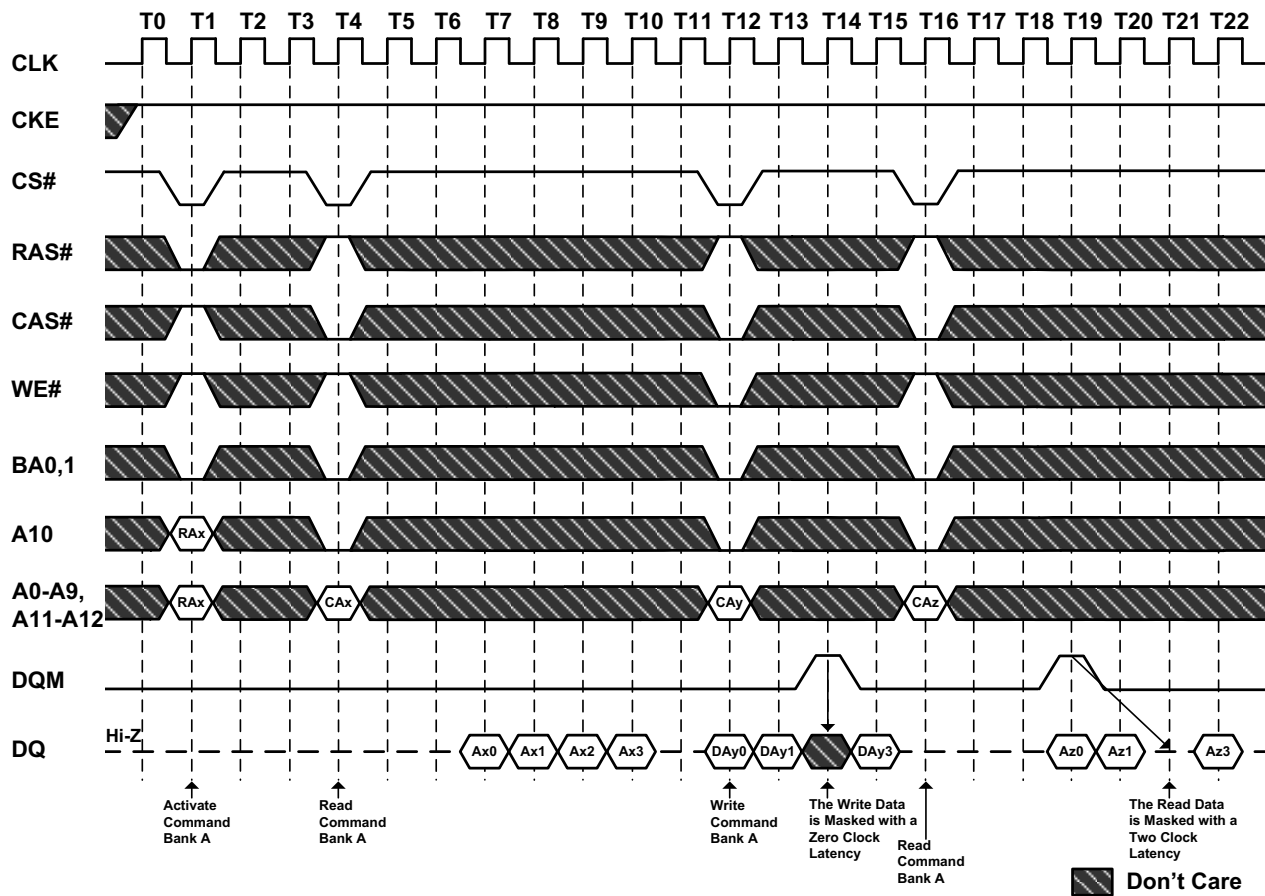 T0 T1 T2 T3 T4 T5 T6 T7 T8 T9 T10 T11 T12 T13 T14 T15 T16 T17 T18 T19 T20 T21 T22
CLK
CKE
CS#
RAS#
CAS#
WE#
BA0,1
A10 RAx
A0-A9,
A11-A12
RAx CAx CAy CAz
DQM
DQ
Hi-Z
Ax0 Ax1 Ax2 Ax3 DAy0 DAy1 DAy3 Az0 Az1 Az3
Activate
Command
Bank A
Read
Command
Bank A
Write
Command
Bank A
The Write Data
is Masked with a
Zero Clock
Latency
Read
Command
Bank A
The Read Data
is Masked with a
Two Clock
Latency
Don't Care